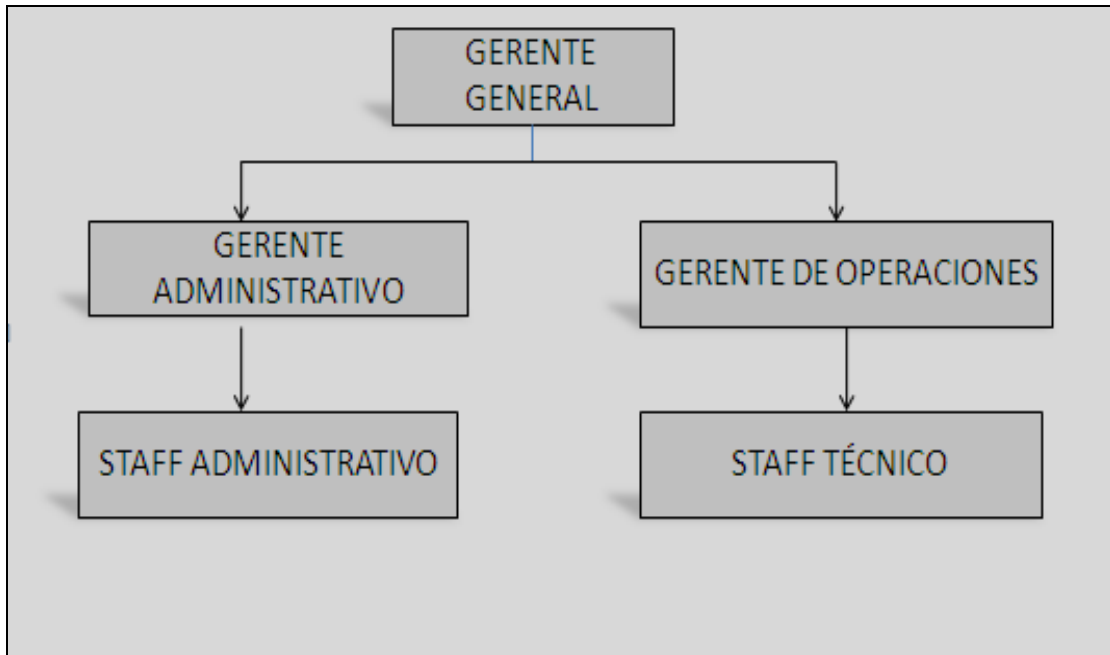 GERENTE
GENERAL
GERENTE
ADMINISTRATIVO
GERENTE DE OPERACIONES
STAFF ADMINISTRATIVO
STAFF TÉCNICO